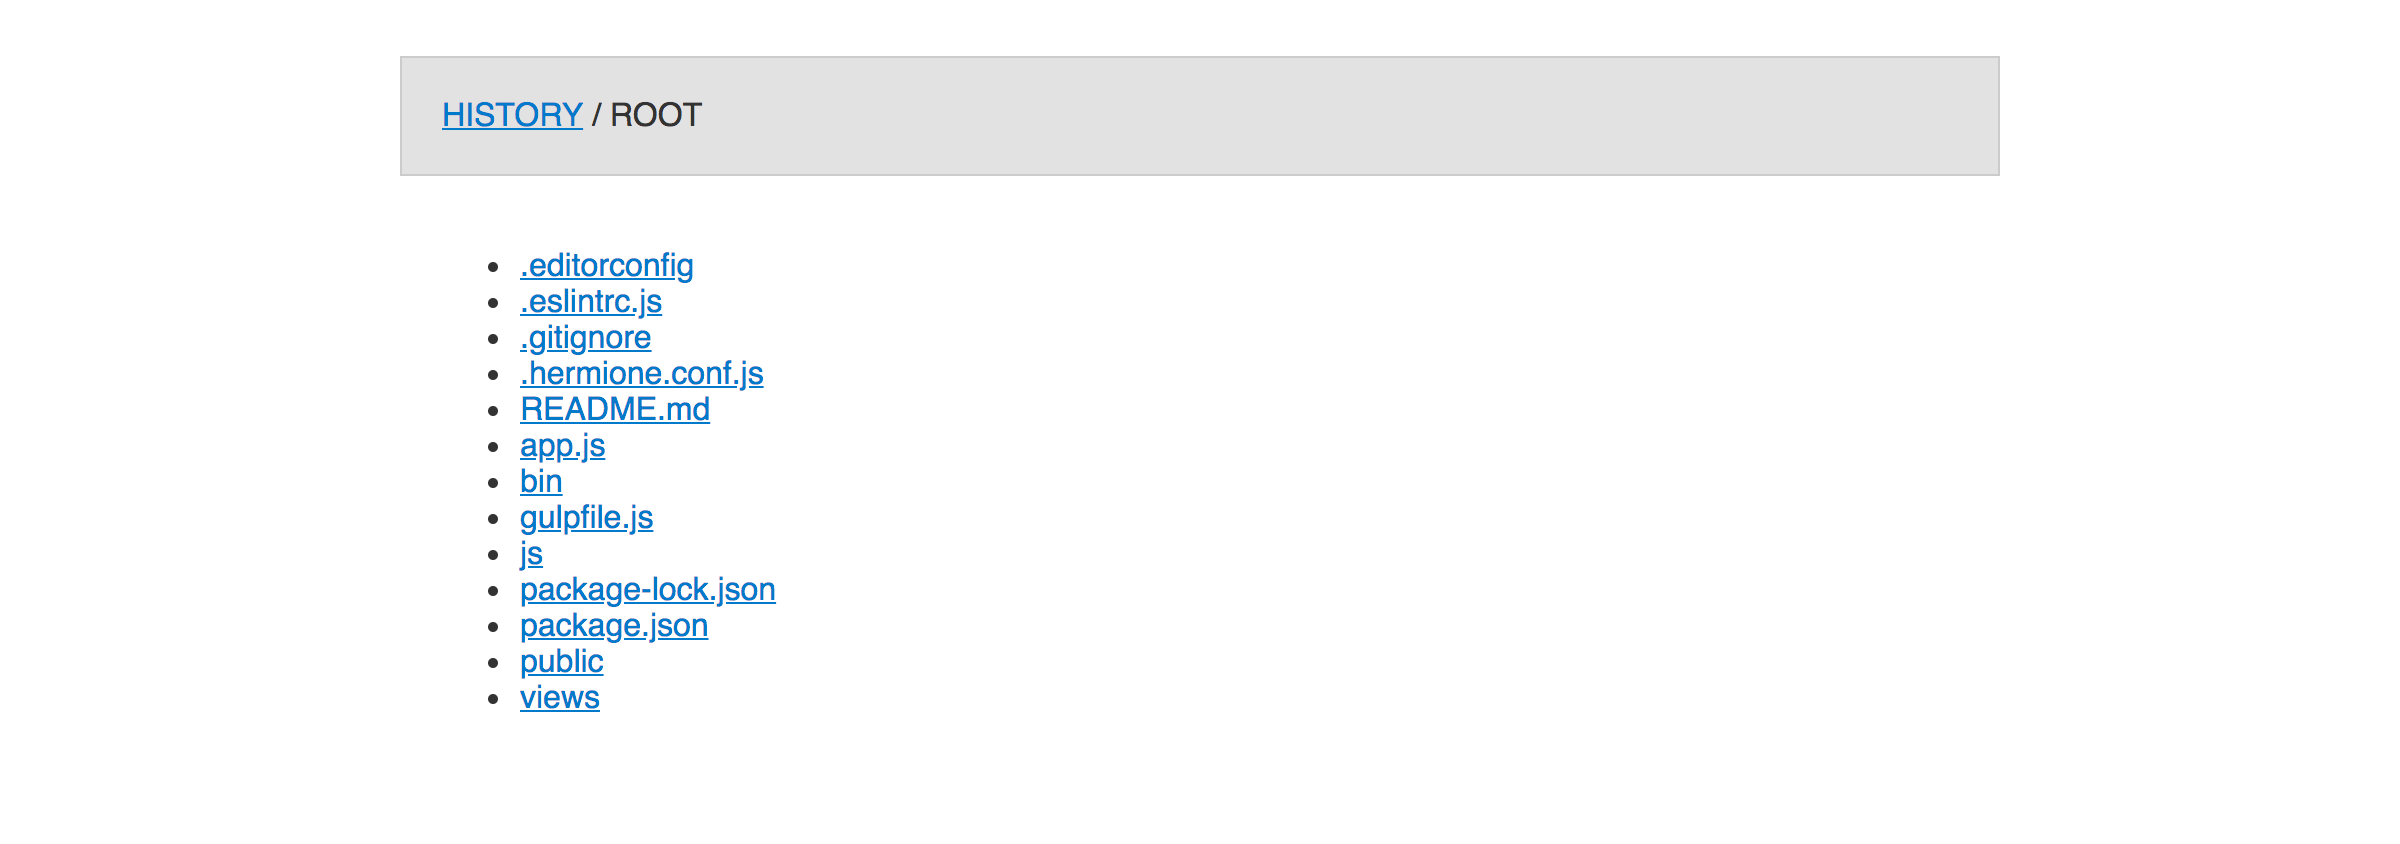 HISTORY / ROOT
.editorconfig
.eslintrc.js
.gitignore
.hermione.conf.js
README.md
app.js
bin
gulpfile.js
js
package-lock.json
package.json
public
views